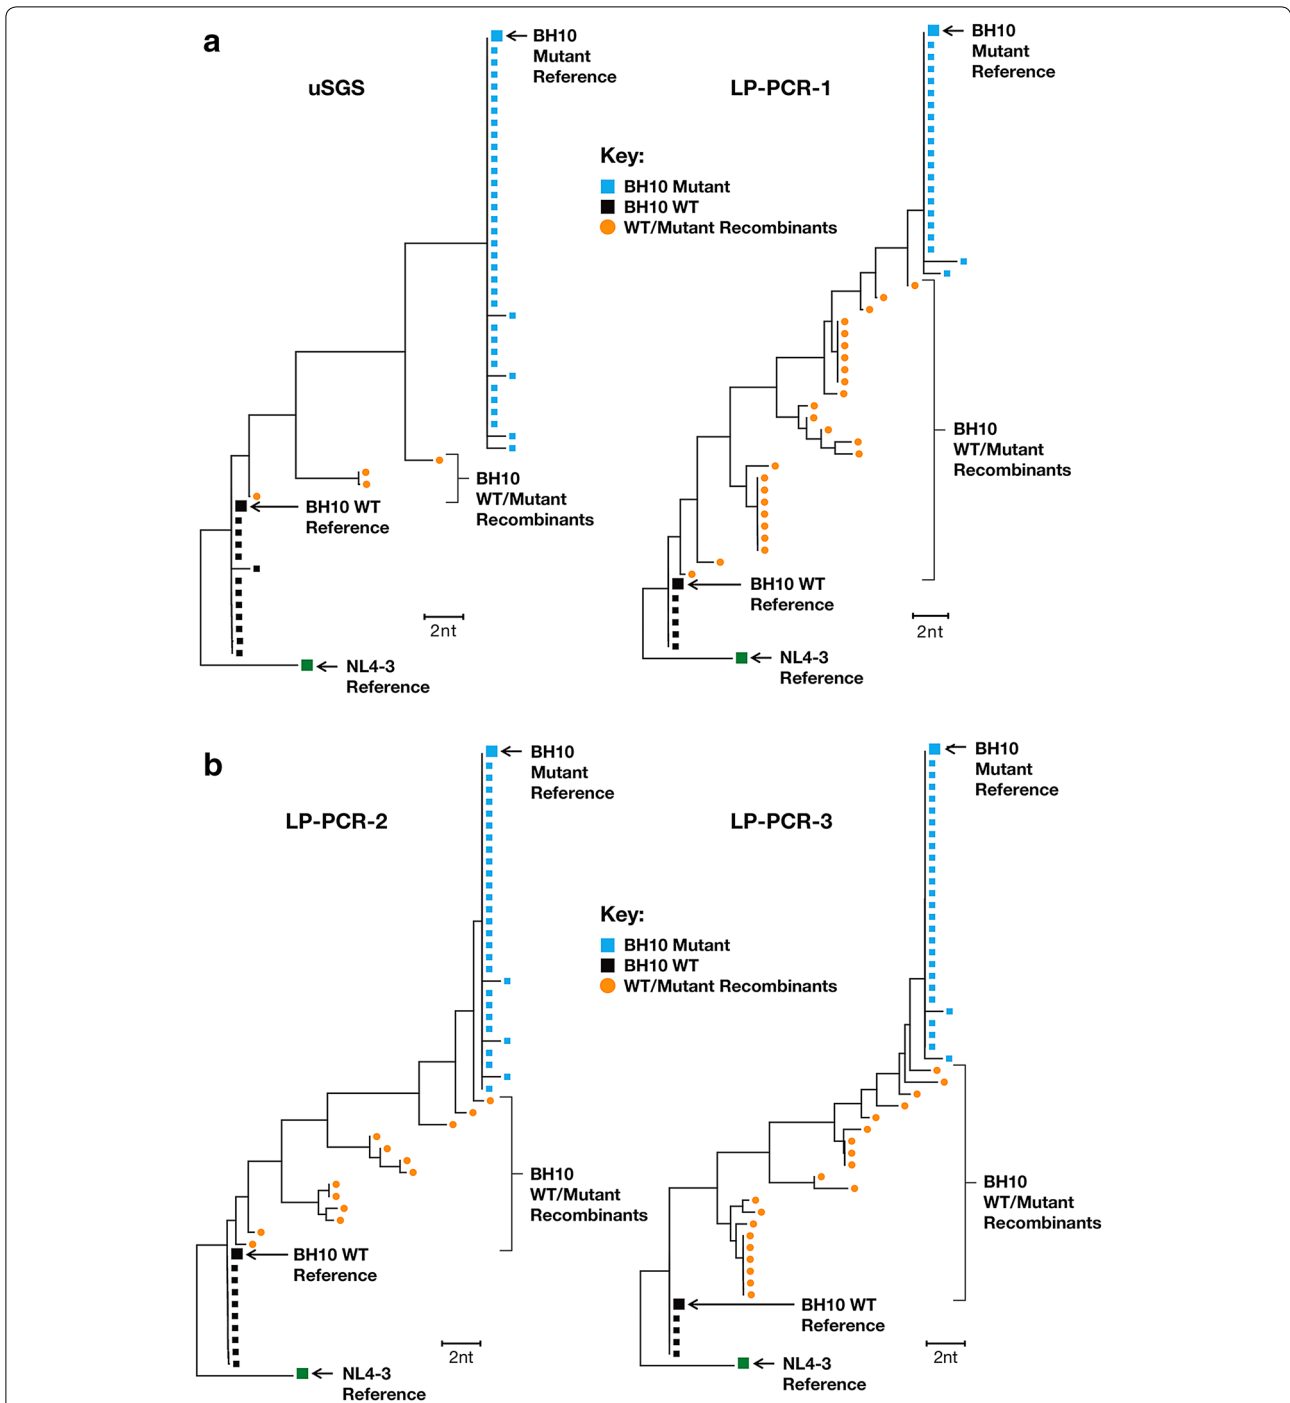 a
uSGS
BH10
Mutant
Reference
BH10
WT/Mutant
Recombinants
BH10 WT
Reference
2nt
NL4-3
Reference
LP-PCR-1
BH10
Mutant
Reference
Key:
BH10 Mutant
BH10 WT
WT/Mutant Recombinants
BH10
WT/Mutant
Recombinants
BH10 WT
Reference
2nt
NL4-3
Reference
b
LP-PCR-2
BH10
Mutant
Reference
BH10
WT/Mutant
Recombinants
BH10 WT
Reference
2nt
NL4-3
Reference
LP-PCR-3
BH10
Mutant
Reference
Key:
BH10 Mutant
BH10 WT
WT/Mutant Recombinants
BH10
WT/Mutant
Recombinants
BH10 WT
Reference
2nt
NL4-3
Reference